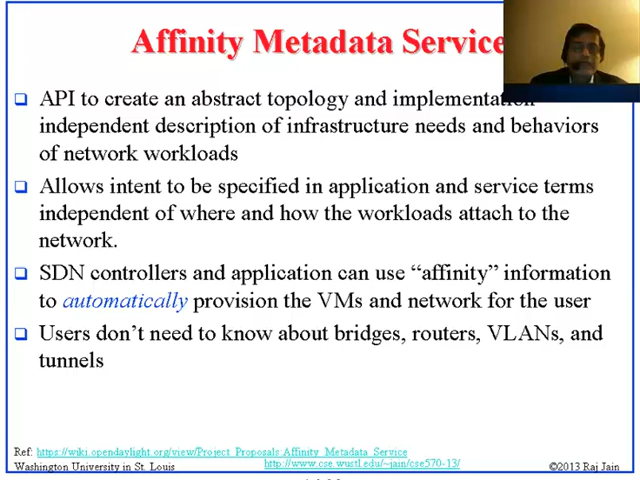 Affinity Metadata Service
API to create an abstract topology and implementation
independent description of infrastructure needs and behaviors
of network workloads
Allows intent to be specified in application and service terms
independent of where and how the workloads attach to the
network.
SDN controllers and application can use “affinity” information
to automatically provision the VMs and network for the user
Users don’t need to know about bridges, routers, VLANs, and
tunnels
Ref: https://wiki.opendaylight.org/view/Project_Proposals:Affinity_Metadata_Service
Washington University in St. Louis http://www.cse.wustl.edu/~jain/cse570-13/ ©2013 Raj Jain